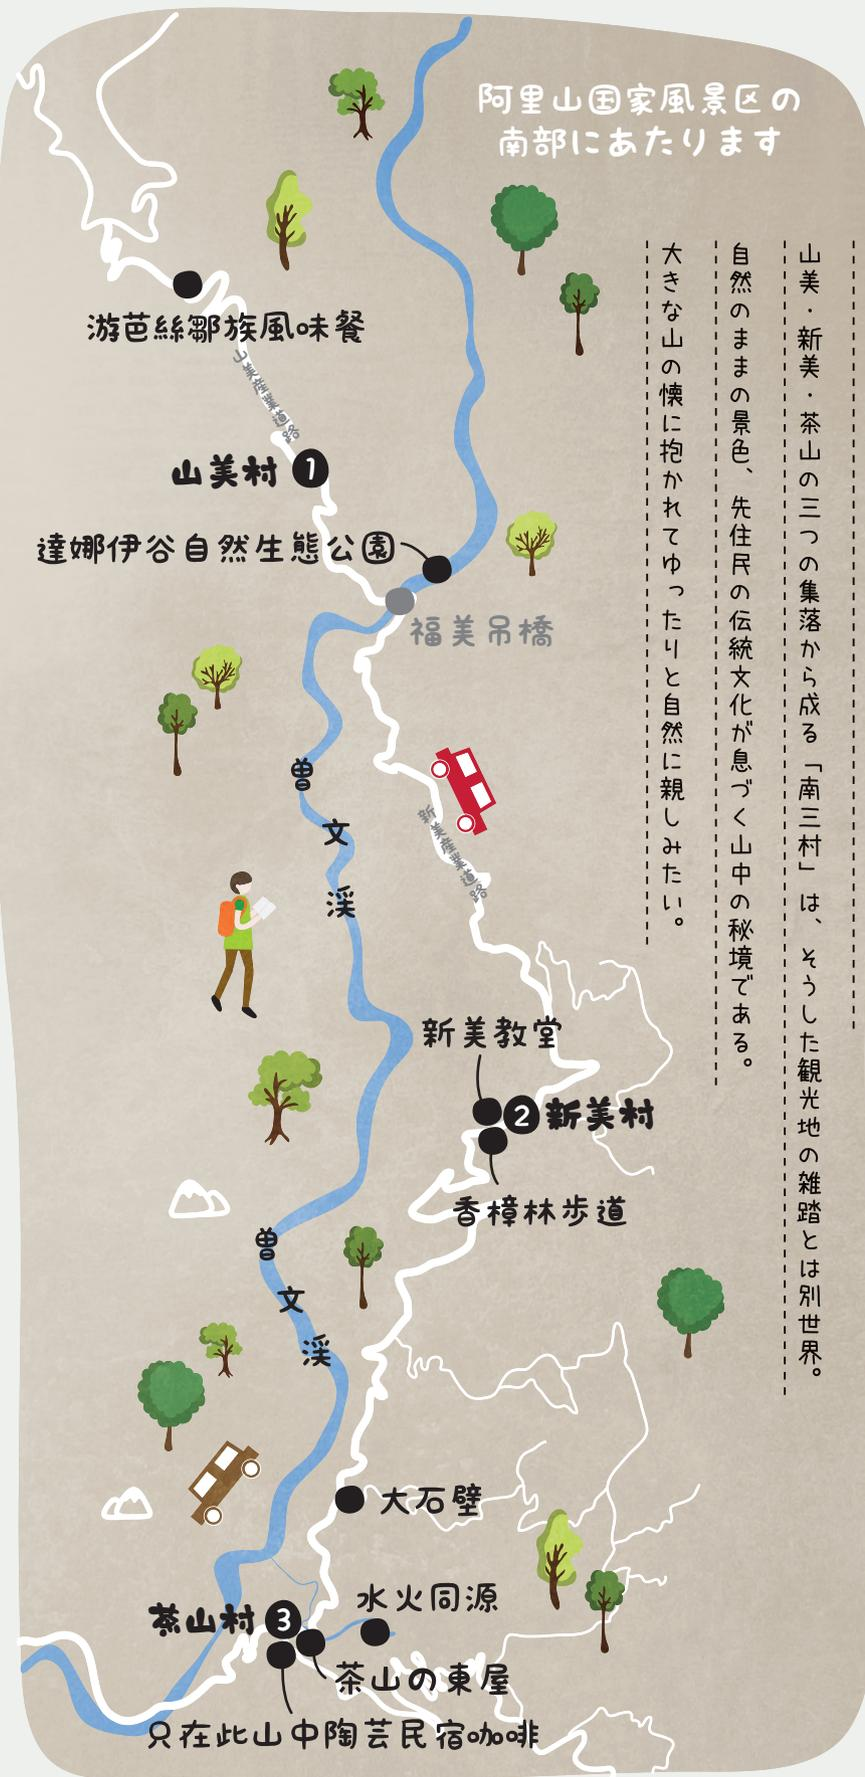 阿里山国家風景区の
南部にあたります
山美・新美・茶山の三つの集落から成る「南三村」は、そうした観光地の雑踏とは別世界。
自然のままの景色、先住民の伝統文化が息づく山中の秘境である。
大きな山の懐に抱かれてゆったりと自然に親しみたい。
游芭絲鄒族風味餐
山美産業道路
山美村 1
達娜伊谷自然生態公園
福美吊橋
曽文渓
新美産業道路
新美教堂
2 新美村
香樟林歩道
曽文渓
大石壁
水火同源
茶山村 3
茶山の東屋
只在此山中陶芸民宿咖啡